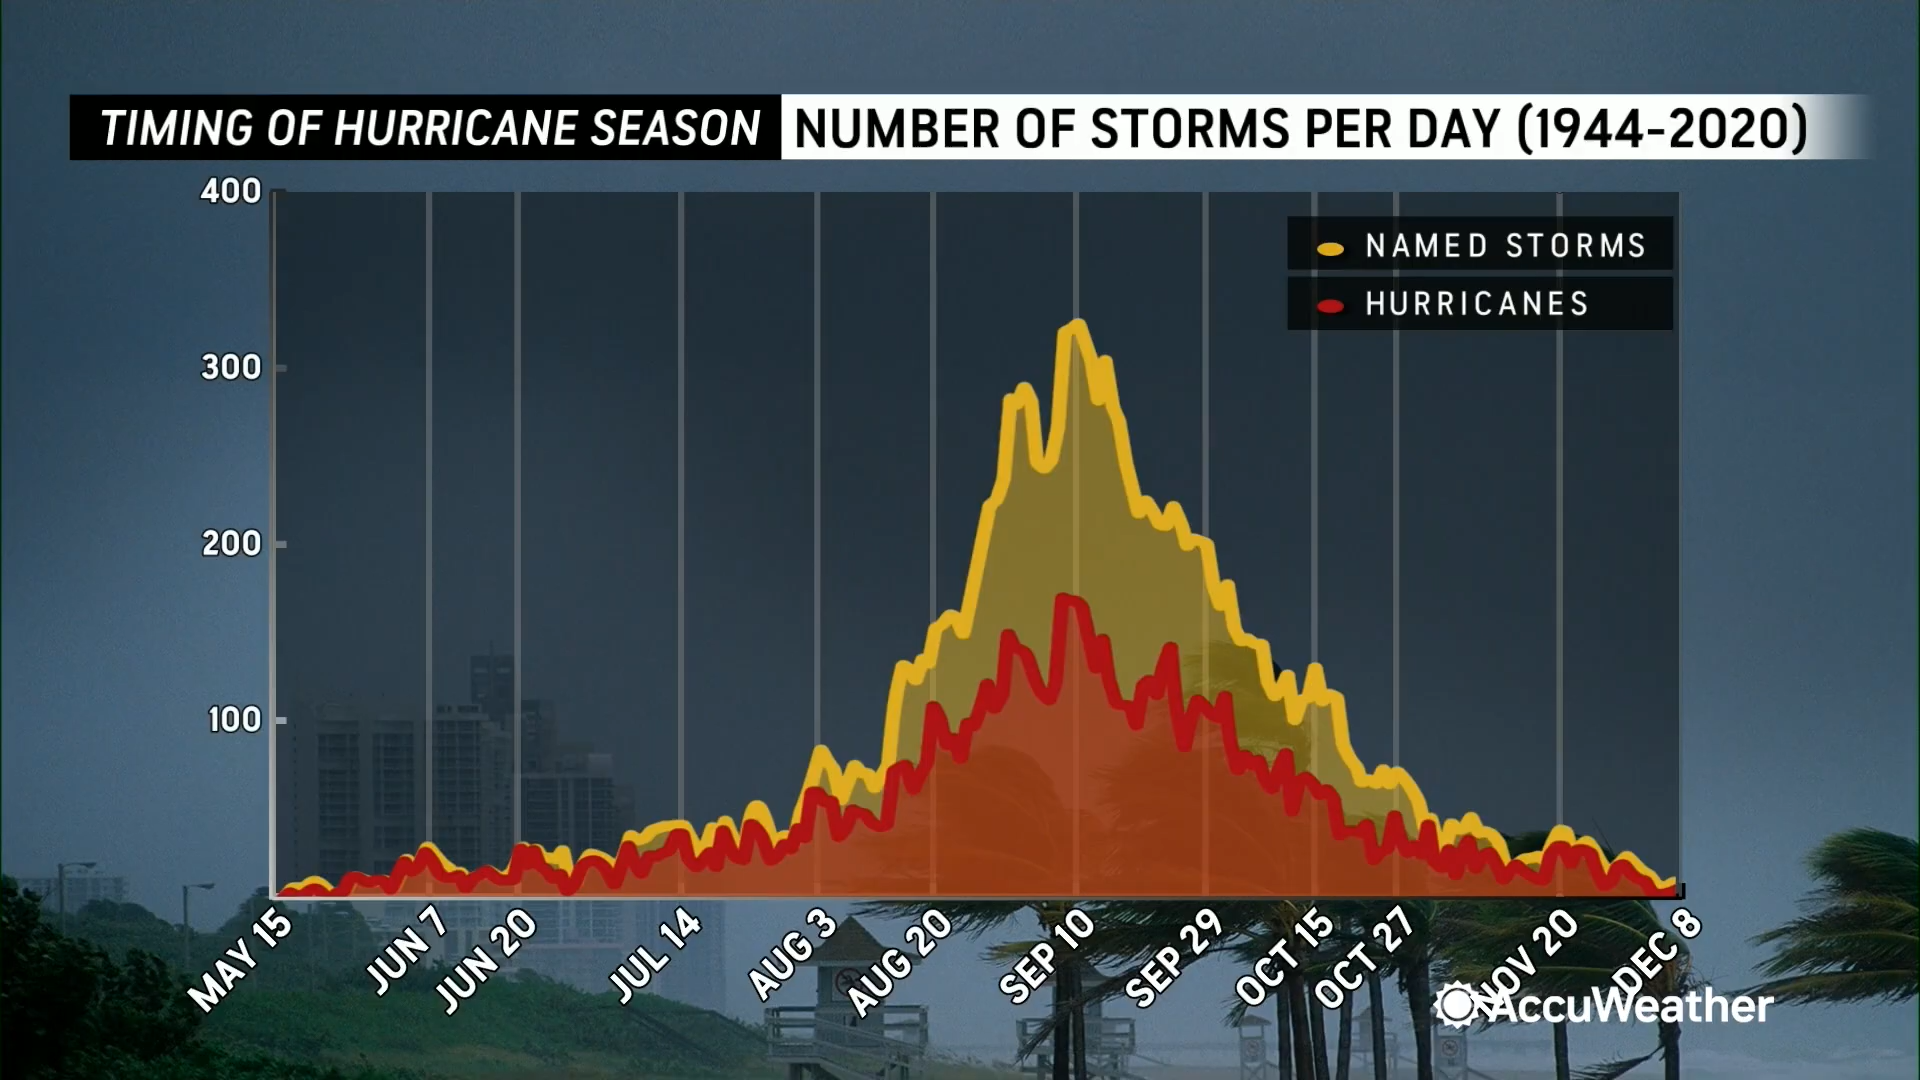 TIMING OF HURRICANE SEASON NUMBER OF STORMS PER DAY (1944-2020)
400
300
200
100
NAMED STORMS
HURRICANES
MAY 15
JUN 7
JUN 20
JUL 14
AUG 3
AUG 20
SEP 10
SEP 29
OCT 15
OCT 27
NOV 20
DEC 8
AccuWeather